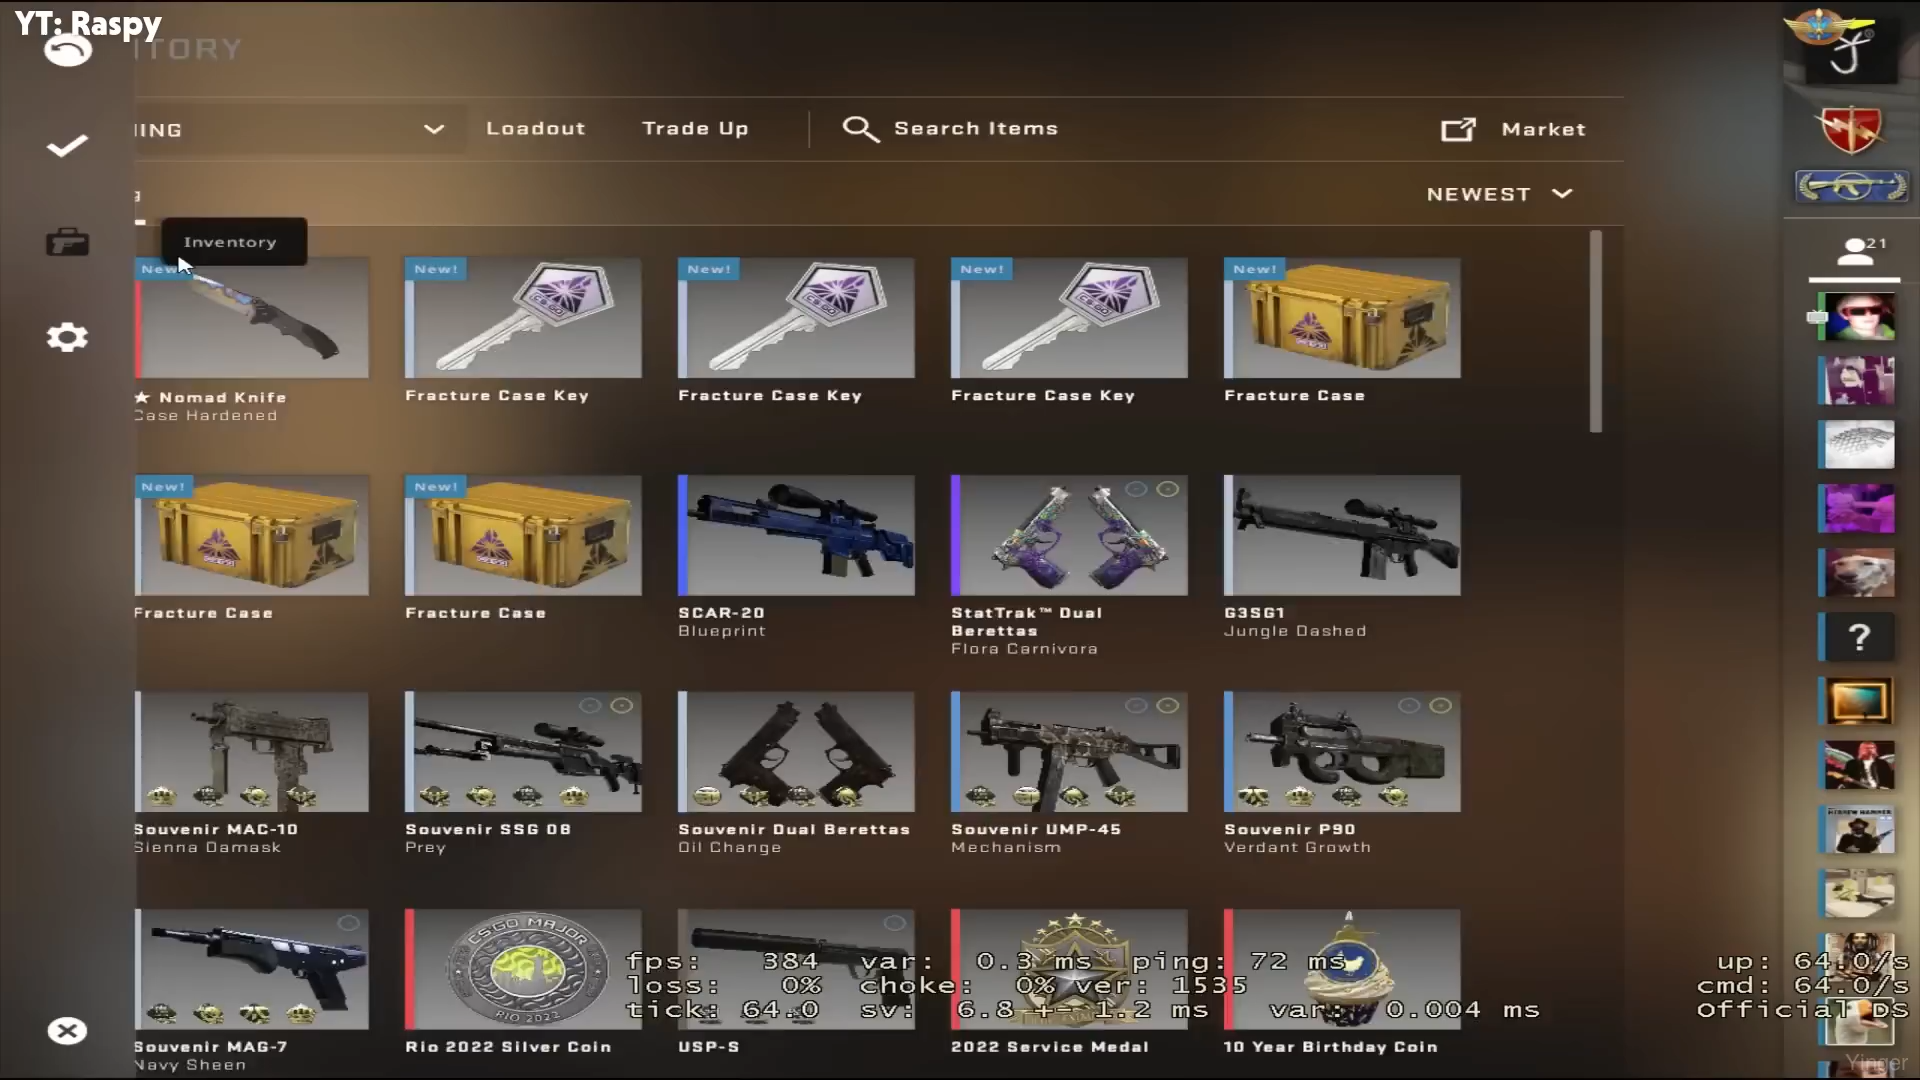 YT: Raspy
ITORY
Loadout
Trade Up
Search Items
Market
NEWEST
21
Inventory
New!
New!
New!
New!
New!
★ Nomad Knife
Case Hardened
Fracture Case Key
Fracture Case Key
Fracture Case Key
Fracture Case
New!
New!
Fracture Case
Fracture Case
SCAR-20
Blueprint
StatTrak™ Dual
Berettas
Flora Carnivora
G3SG1
Jungle Dashed
?
Souvenir MAC-10
Sienna Damask
Souvenir SSG 08
Prey
Souvenir Dual Berettas
Oil Change
Souvenir UMP-45
Mechanism
Souvenir P90
Verdant Growth
CS:GO MAJOR
RIO 2022
fps: 384 var: 0.3 ms ping: 72 ms
loss: 0% choke: 0% ver: 1535
tick: 64.0 sv: 6.8 +- 1.2 ms var: 0.004 ms
up: 64.0/s
cmd: 64.0/s
official DS
Souvenir MAG-7
Navy Sheen
Rio 2022 Silver Coin
USP-S
2022 Service Medal
10 Year Birthday Coin
Yinger